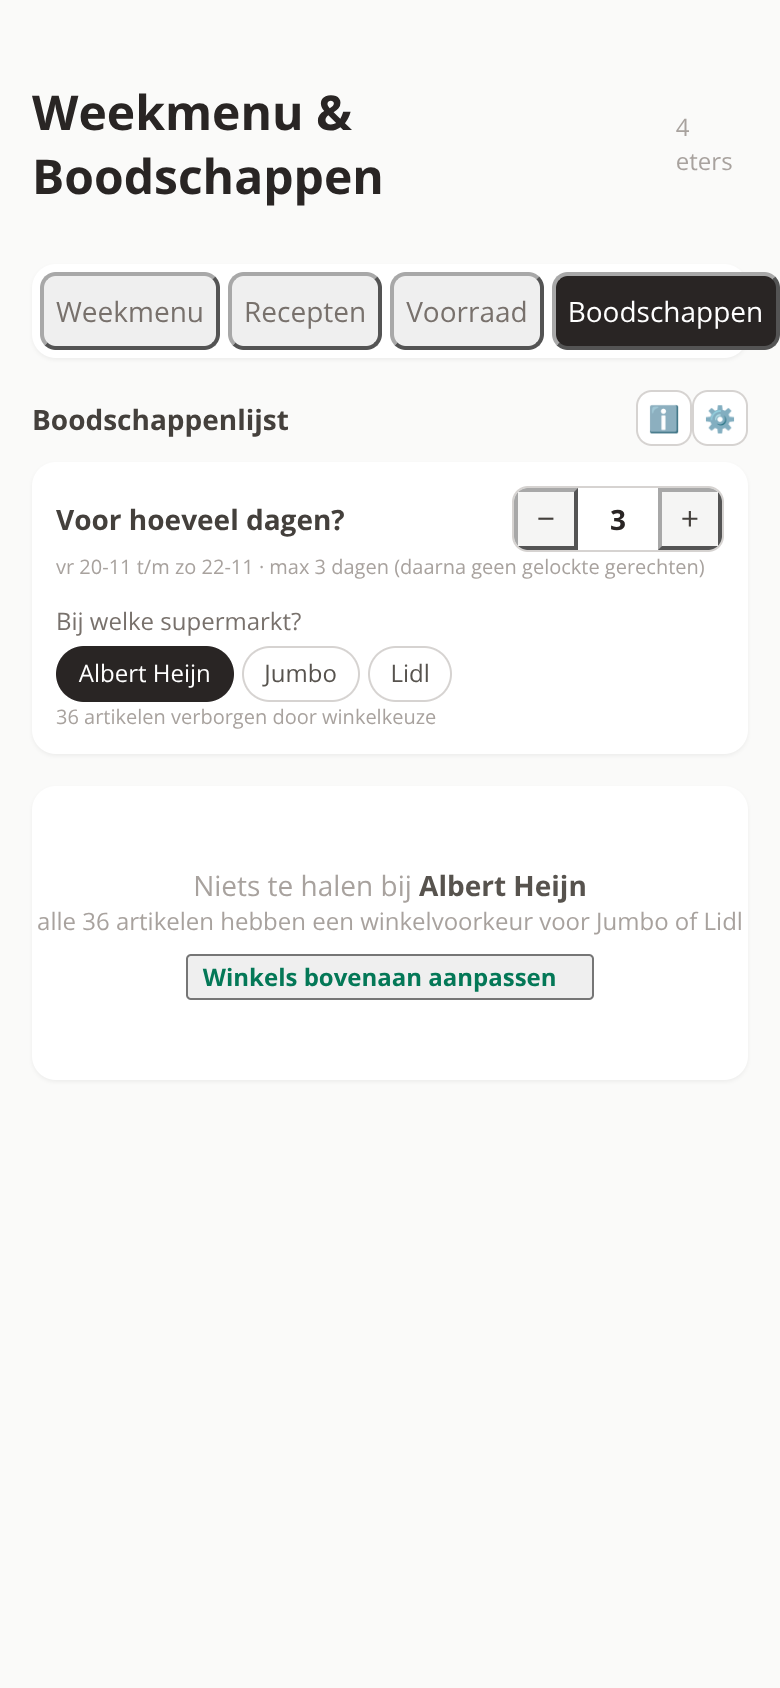 Weekmenu &
Boodschappen
4
eters
Weekmenu Recepten Voorraad Boodschappen
Boodschappenlijst
Voor hoeveel dagen? − 3 +
vr 20-11 t/m zo 22-11 · max 3 dagen (daarna geen gelockte gerechten)
Bij welke supermarkt?
Albert Heijn Jumbo Lidl
36 artikelen verborgen door winkelkeuze
Niets te halen bij Albert Heijn
alle 36 artikelen hebben een winkelvoorkeur voor Jumbo of Lidl
Winkels bovenaan aanpassen